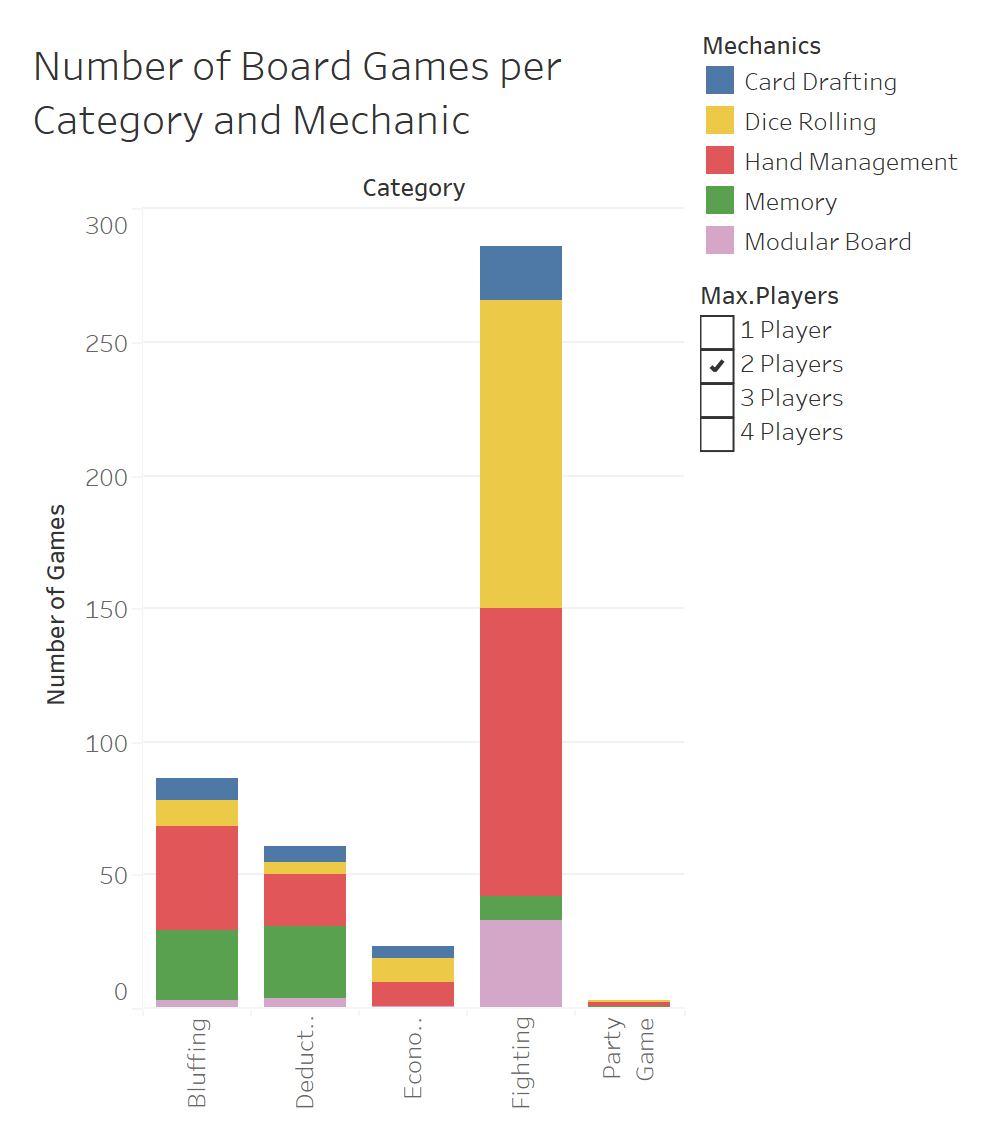 Number of Board Games per
Category and Mechanic
Mechanics
Card Drafting
Dice Rolling
Hand Management
Memory
Modular Board
Max.Players
1 Player
2 Players
3 Players
4 Players
Category
Number of Games
300
250
200
150
100
50
0
Bluffing
Deduct..
Econo..
Fighting
Party
Game